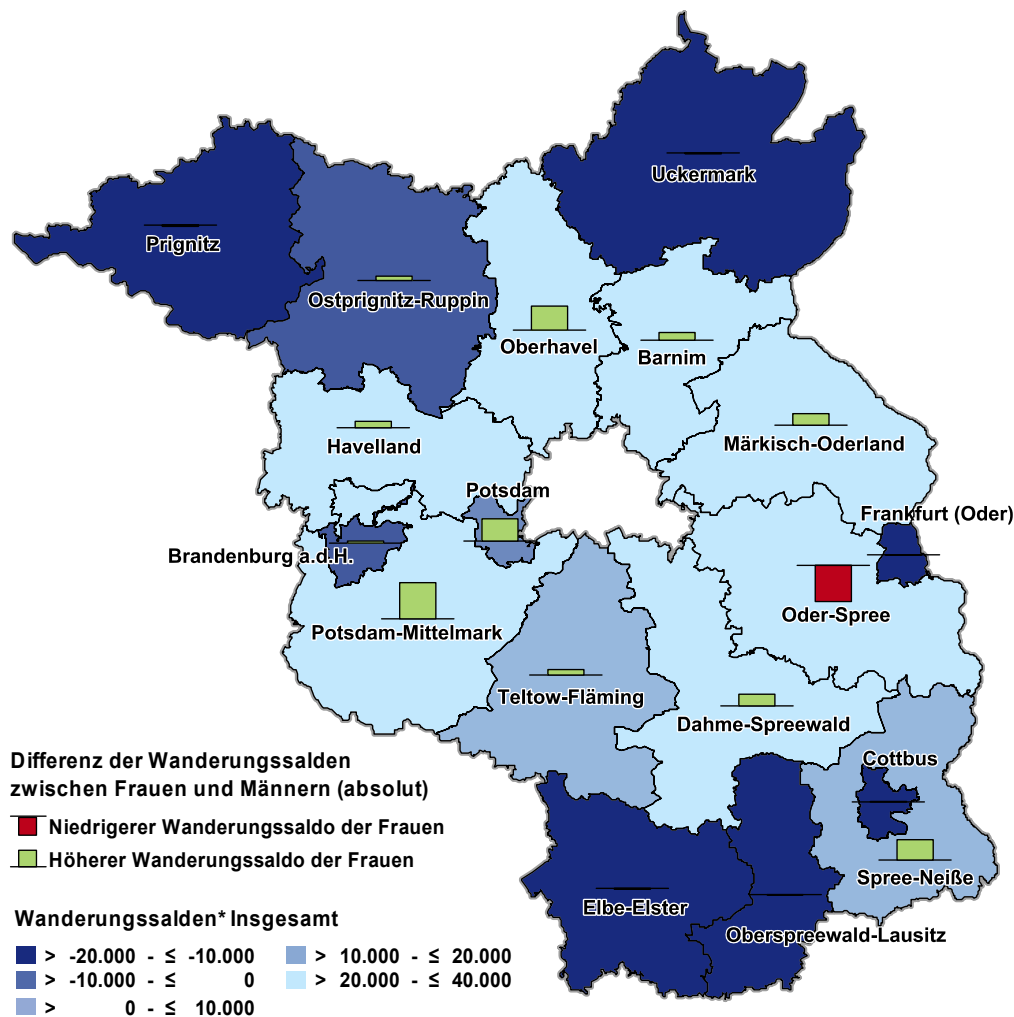 Uckermark
Prignitz
Ostprignitz-Ruppin
Oberhavel
Barnim
Havelland
Märkisch-Oderland
Potsdam
Frankfurt (Oder)
Brandenburg a.d.H.
Oder-Spree
Potsdam-Mittelmark
Teltow-Fläming
Dahme-Spreewald
Cottbus
Spree-Neiße
Elbe-Elster
Oberspreewald-Lausitz
Differenz der Wanderungssalden
zwischen Frauen und Männern (absolut)
Niedrigerer Wanderungssaldo der Frauen
Höherer Wanderungssaldo der Frauen
Wanderungssalden* Insgesamt
> -20.000 - ≤ -10.000
> -10.000 - ≤ 0
> 0 - ≤ 10.000
> 10.000 - ≤ 20.000
> 20.000 - ≤ 40.000